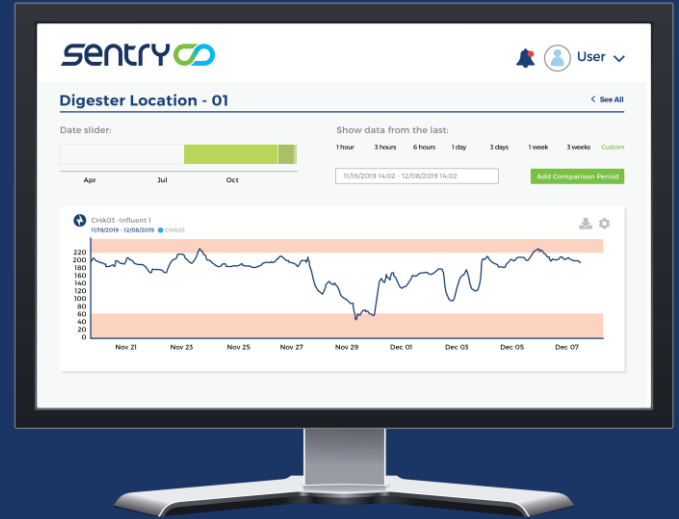 Sentry
User
Digester Location - 01
< See All
Date slider:
Show data from the last:
1 hour 3 hours 6 hours 1 day 3 days 1 week 3 weeks Custom
11/19/2019 14:02 - 12/08/2019 14:02
Add Comparison Period
Apr Jul Oct
CHA03 -Influent 1
11/19/2019 - 12/08/2019 CHA03
220
200
180
160
140
120
100
80
60
40
20
0
Nov 21 Nov 23 Nov 25 Nov 27 Nov 29 Dec 01 Dec 03 Dec 05 Dec 07